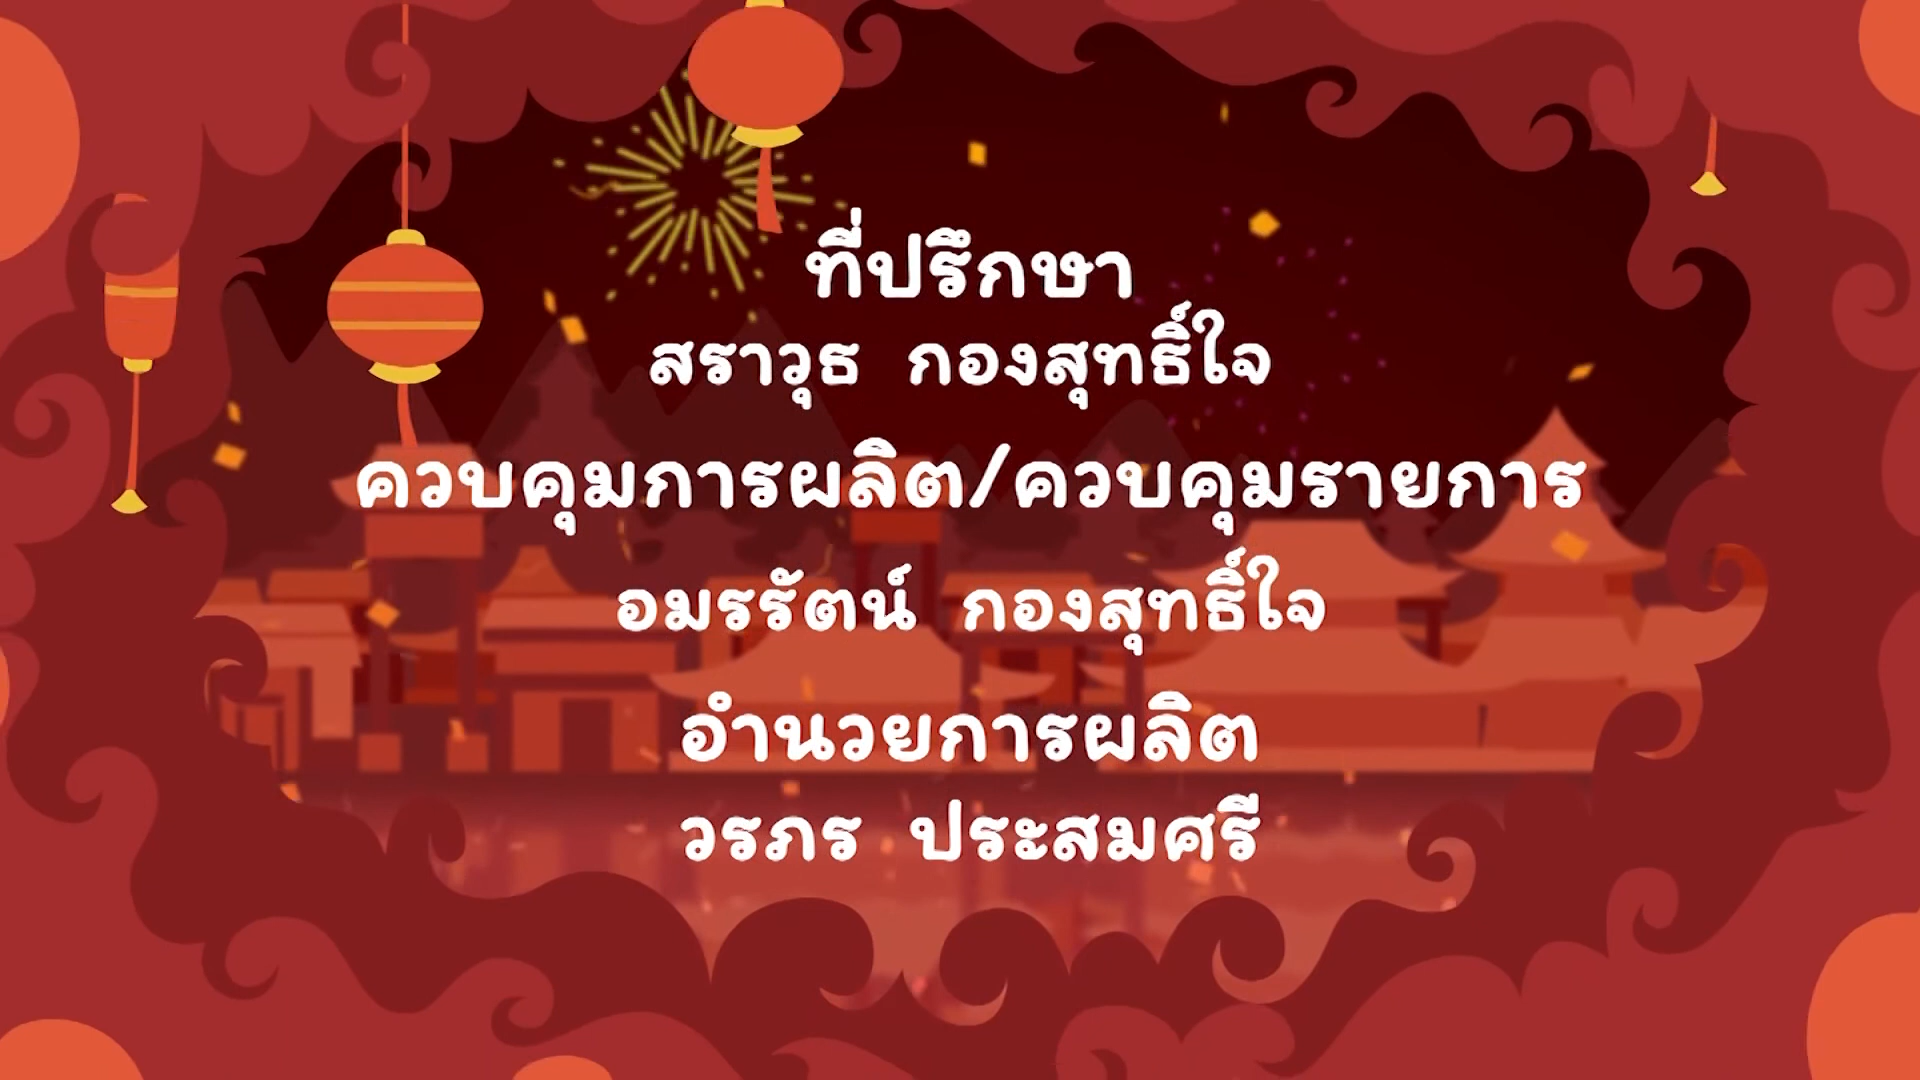 ที่ปรึกษา
สราวุธ กองสุทธิ์ใจ
ควบคุมการผลิต/ควบคุมรายการ
อมรรัตน์ กองสุทธิ์ใจ
อำนวยการผลิต
วรภร ประสมศรี